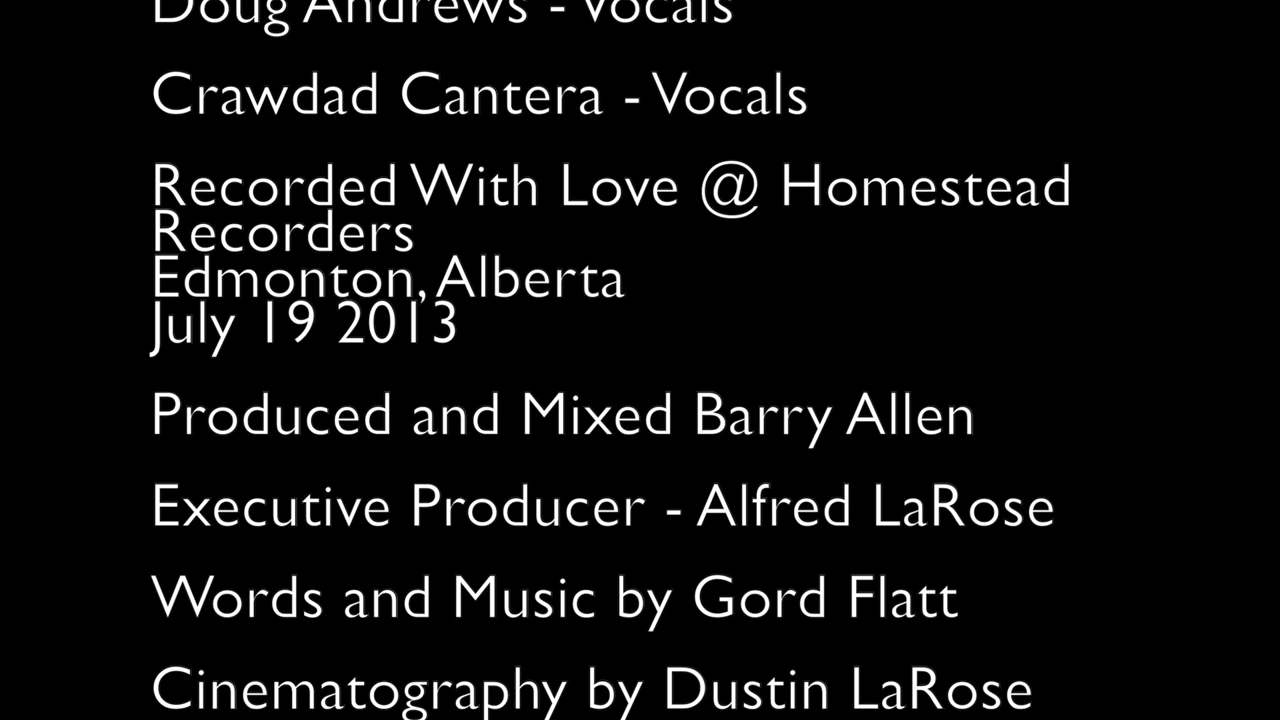 Doug Andrews - Vocals
Crawdad Cantera - Vocals
Recorded With Love @ Homestead
Recorders
Edmonton, Alberta
July 19 2013
Produced and Mixed Barry Allen
Executive Producer - Alfred LaRose
Words and Music by Gord Flatt
Cinematography by Dustin LaRose